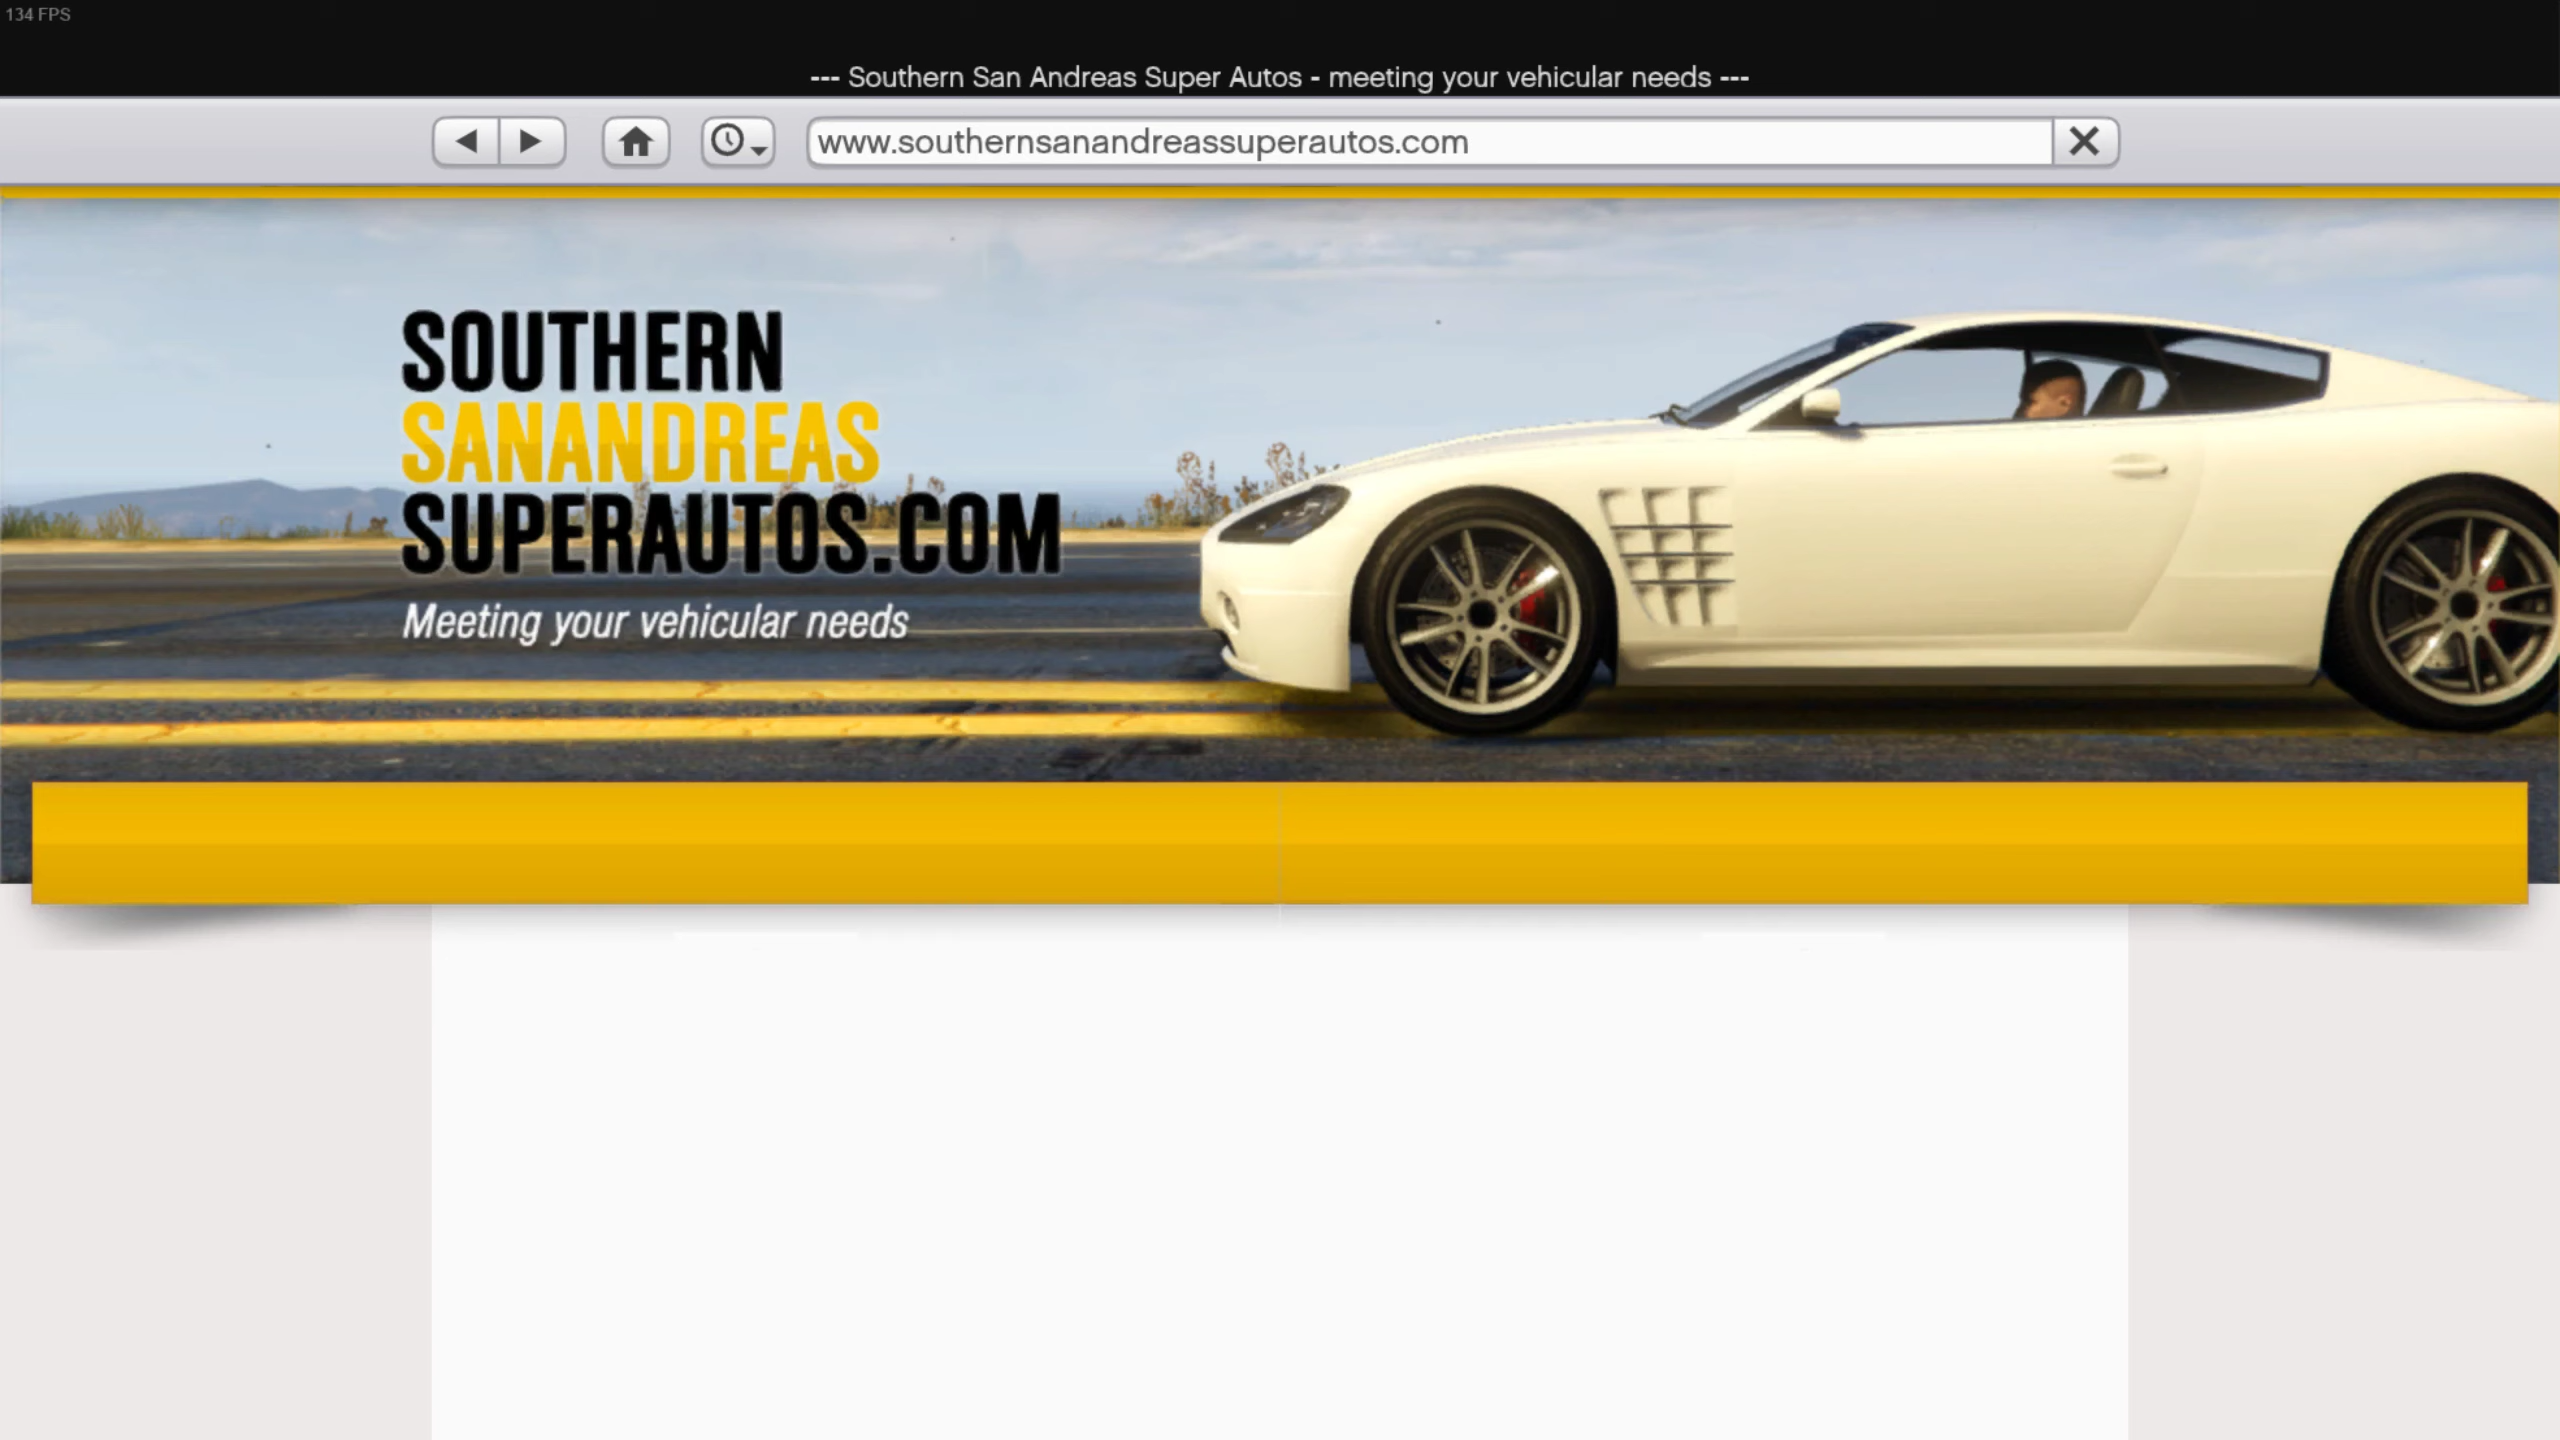 134 FPS
--- Southern San Andreas Super Autos - meeting your vehicular needs ---
www.southernsanandreassuperautos.com
SOUTHERN
SANANDREAS
SUPERAUTOS.COM
Meeting your vehicular needs